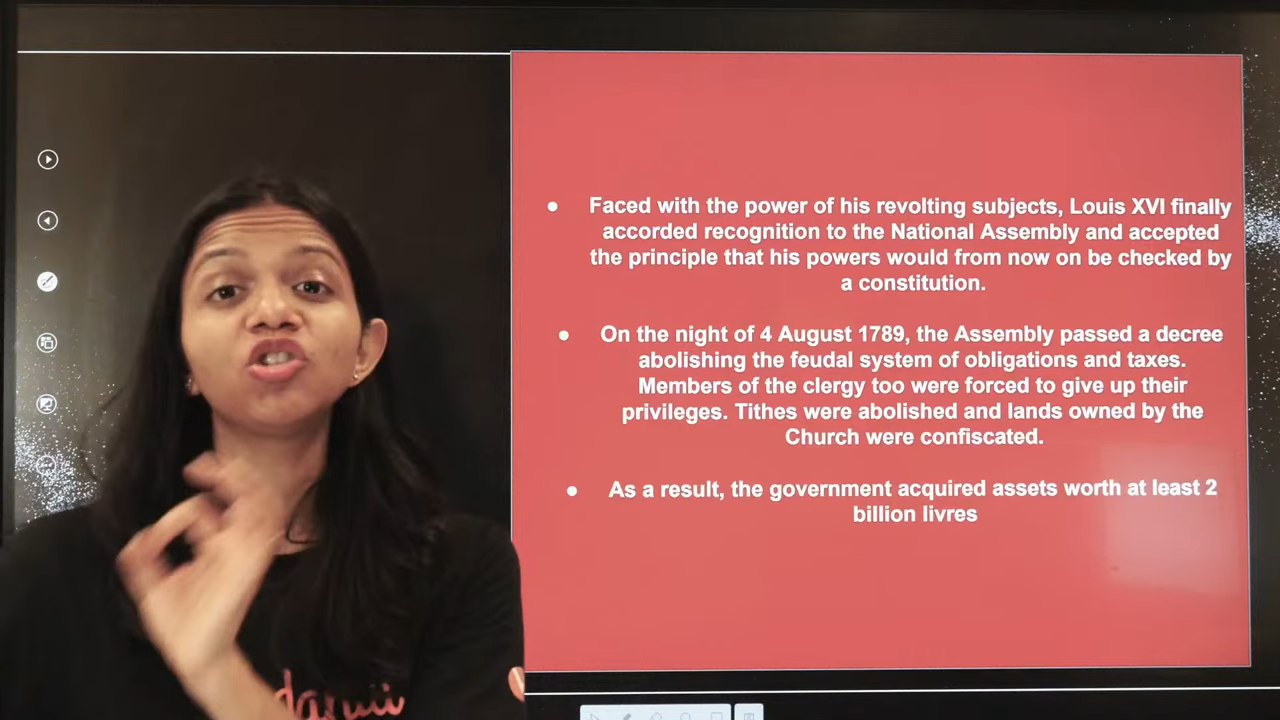 ● Faced with the power of his revolting subjects, Louis XVI finally
accorded recognition to the National Assembly and accepted
the principle that his powers would from now on be checked by
a constitution.
● On the night of 4 August 1789, the Assembly passed a decree
abolishing the feudal system of obligations and taxes.
Members of the clergy too were forced to give up their
privileges. Tithes were abolished and lands owned by the
Church were confiscated.
● As a result, the government acquired assets worth at least 2
billion livres